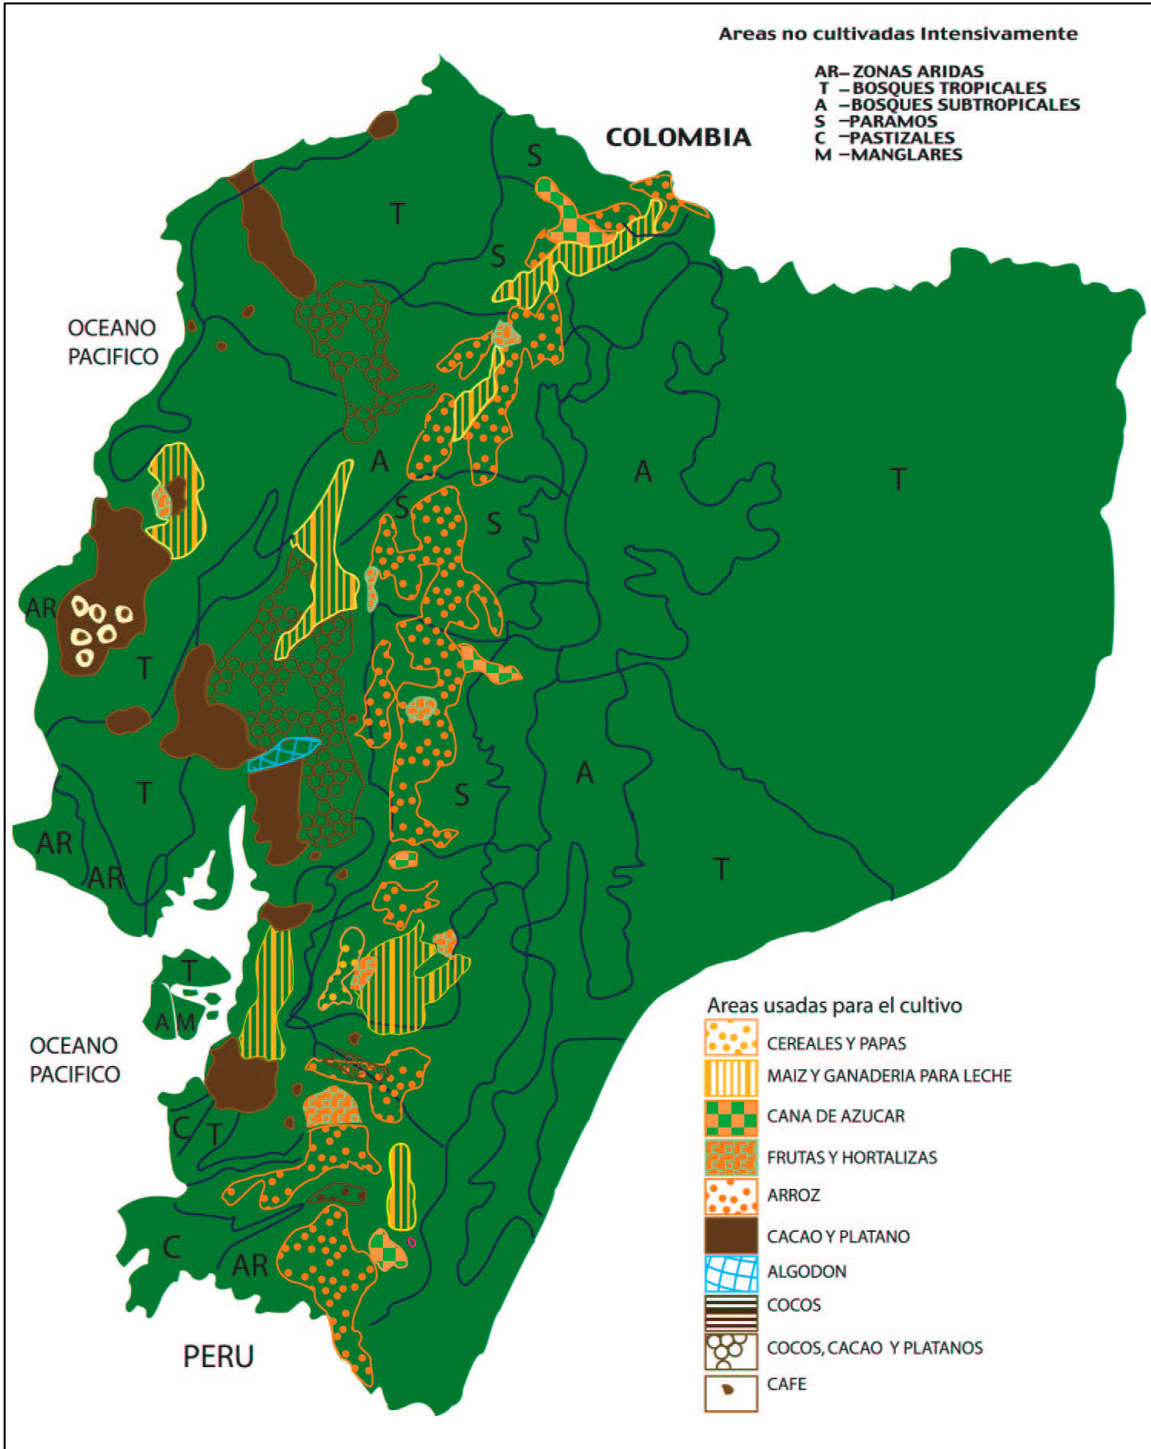 Areas no cultivadas Intensivamente
AR – ZONAS ARIDAS
T – BOSQUES TROPICALES
A – BOSQUES SUBTROPICALES
S – PARAMOS
C – PASTIZALES
M – MANGLARES
COLOMBIA
S
T
S
OCEANO
PACIFICO
A
A
T
S
S
AR
T
A
T
S
AR
T
AR
T
A M
OCEANO
PACIFICO
C
T
C
AR
PERU
Areas usadas para el cultivo
CEREALES Y PAPAS
MAIZ Y GANADERIA PARA LECHE
CANA DE AZUCAR
FRUTAS Y HORTALIZAS
ARROZ
CACAO Y PLATANO
ALGODON
COCOS
COCOS, CACAO Y PLATANOS
CAFE